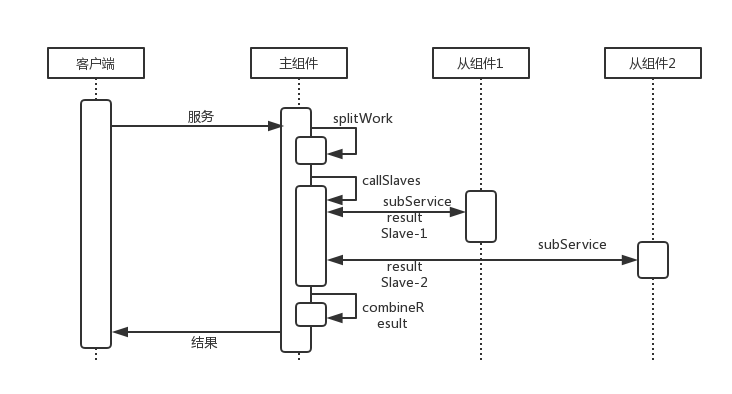 客户端
主组件
从组件1
从组件2
服务
splitWork
callSlaves
subService
result
Slave-1
subService
result
Slave-2
combineR
esult
结果